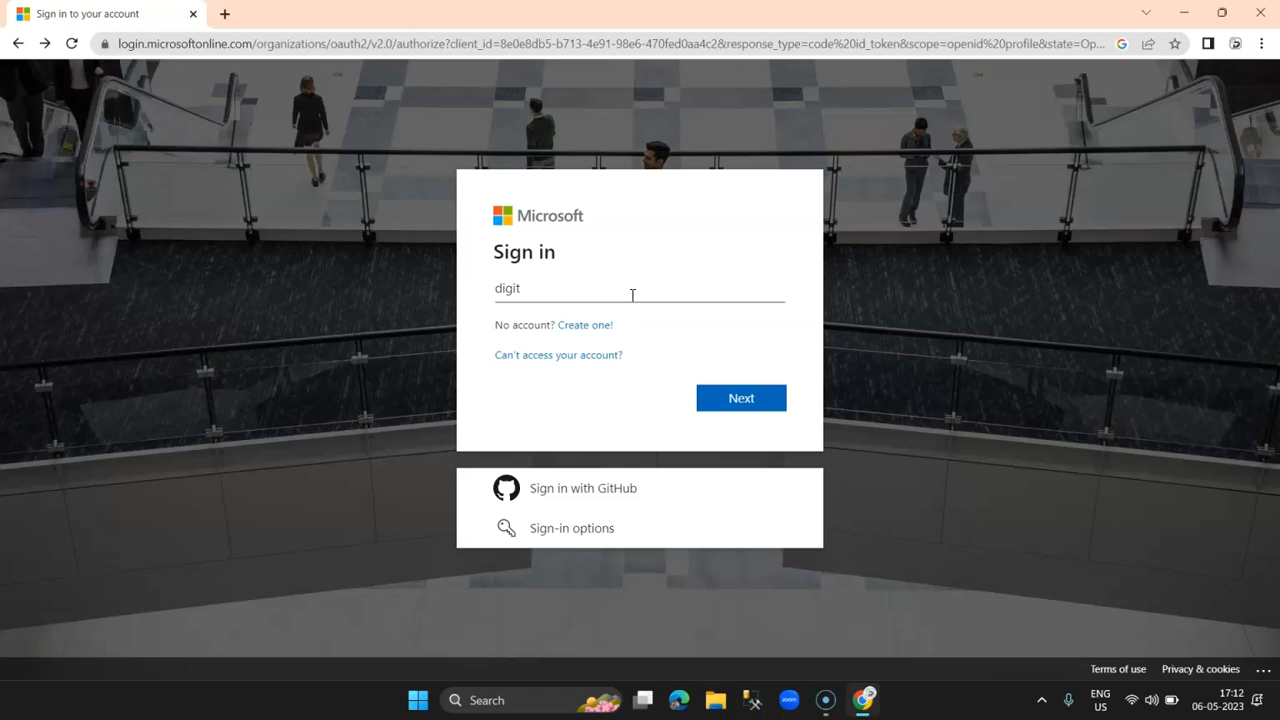 Sign in to your account
login.microsoftonline.com/organizations/oauth2/v2.0/authorize?client_id=8e0e8db5-b713-4e91-98e6-470fed0aa4c2&response_type=code%20id_token&scope=openid%20profile&state=Op...
Microsoft
Sign in
digit
No account? Create one!
Can't access your account?
Next
Sign in with GitHub
Sign-in options
Terms of use Privacy & cookies ...
Search
ENG
US
17:12
06-05-2023